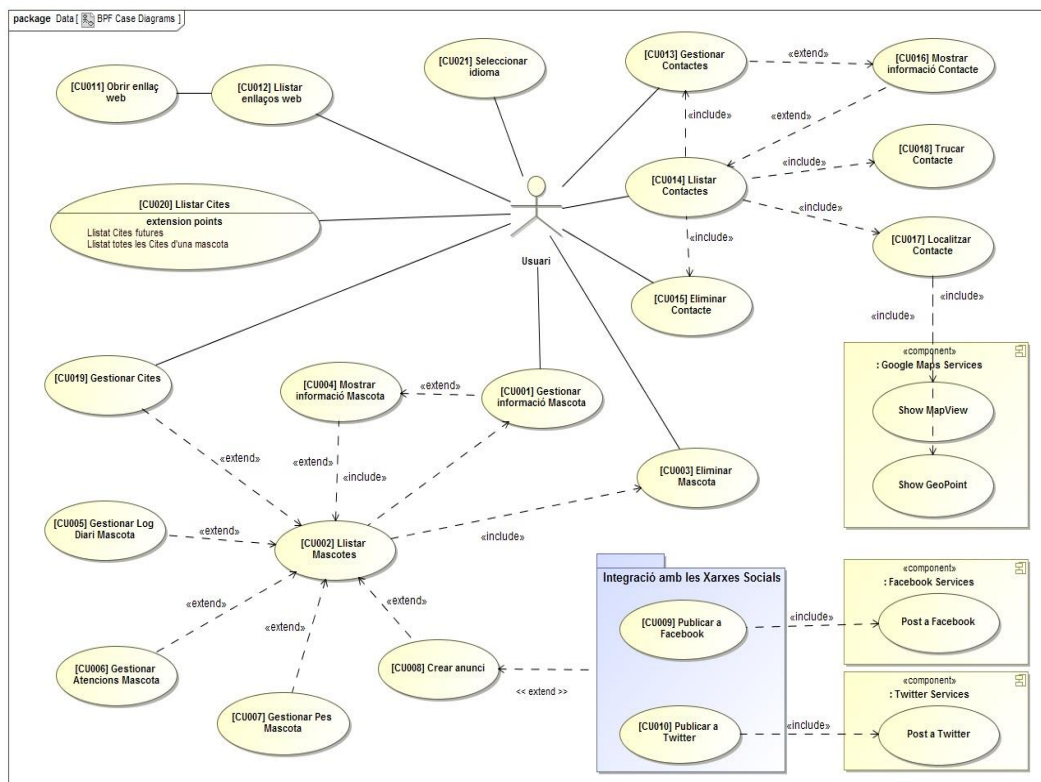 package Data [ BPF Case Diagrams ]
[CU021] Seleccionar
idioma
[CU013] Gestionar
Contactes
«extend»
[CU016] Mostrar
informació Contacte
[CU011] Obrir enllaç
web
[CU012] Llistar
enllaços web
«include»
«extend»
[CU018] Trucar
Contacte
«include»
[CU014] Llistar
Contactes
[CU020] Llistar Cites
extension points
Llistat Cites futures
Llistat totes les Cites d'una mascota
«include»
«include»
[CU017] Localitzar
Contacte
Usuari
[CU015] Eliminar
Contacte
«include»
«include»
«component»
: Google Maps Services
Show MapView
Show GeoPoint
[CU019] Gestionar Cites
[CU004] Mostrar
informació Mascota
«extend»
[CU001] Gestionar
informació Mascota
«extend»
«extend»
«include»
[CU003] Eliminar
Mascota
[CU005] Gestionar Log
Diari Mascota
«extend»
[CU002] Llistar
Mascotes
«include»
«extend»
«extend»
«extend»
[CU006] Gestionar
Atencions Mascota
[CU007] Gestionar Pes
Mascota
[CU008] Crear anunci
<< extend >>
Integració amb les Xarxes Socials
[CU009] Publicar a
Facebook
«include»
«component»
: Facebook Services
Post a Facebook
[CU010] Publicar a
Twitter
«include»
«component»
: Twitter Services
Post a Twitter